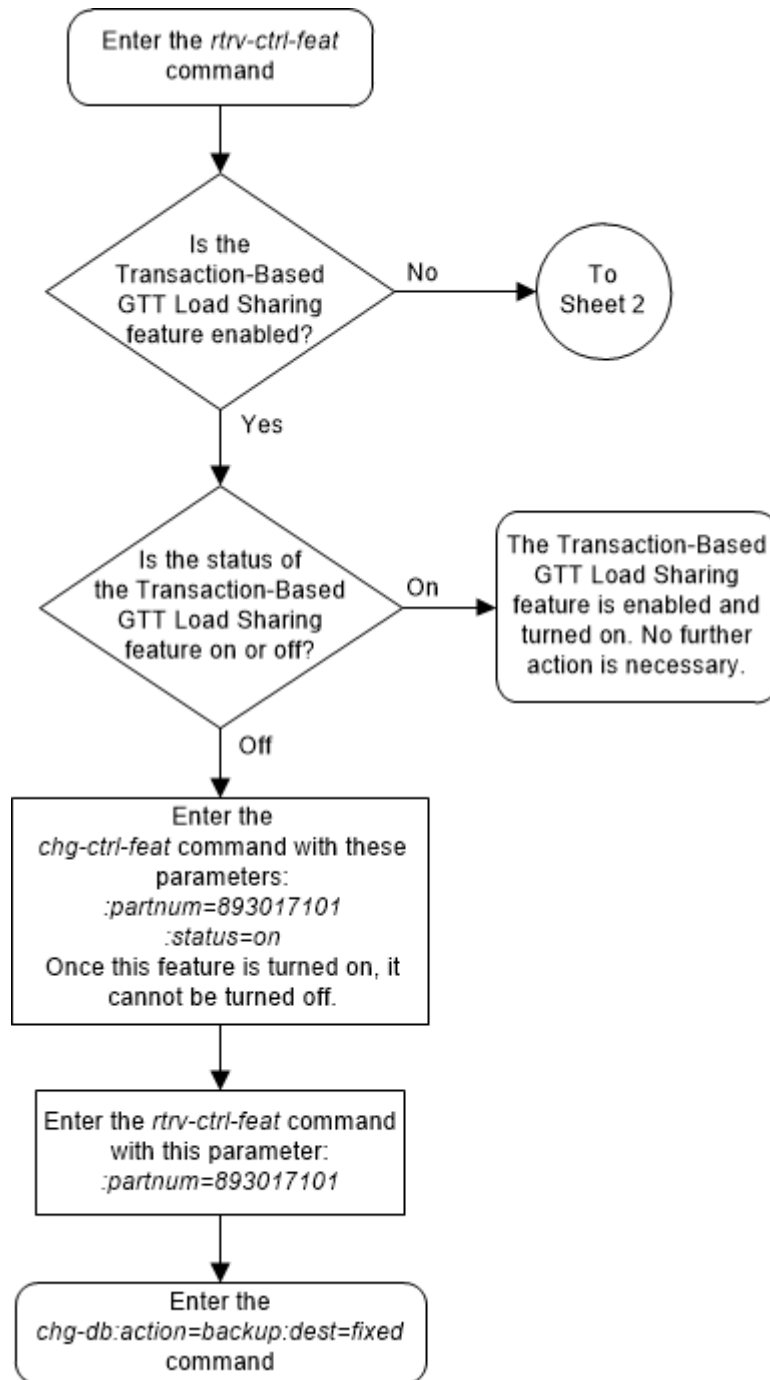 Enter the rtrv-ctrl-feat
command
Is the
Transaction-Based
GTT Load Sharing
feature enabled?
No
To
Sheet 2
Yes
Is the status of
the Transaction-Based
GTT Load Sharing
feature on or off?
On
The Transaction-Based
GTT Load Sharing
feature is enabled and
turned on. No further
action is necessary.
Off
Enter the
chg-ctrl-feat command with these
parameters:
:partnum=893017101
:status=on
Once this feature is turned on, it
cannot be turned off.
Enter the rtrv-ctrl-feat command
with this parameter:
:partnum=893017101
Enter the
chg-db:action=backup:dest=fixed
command